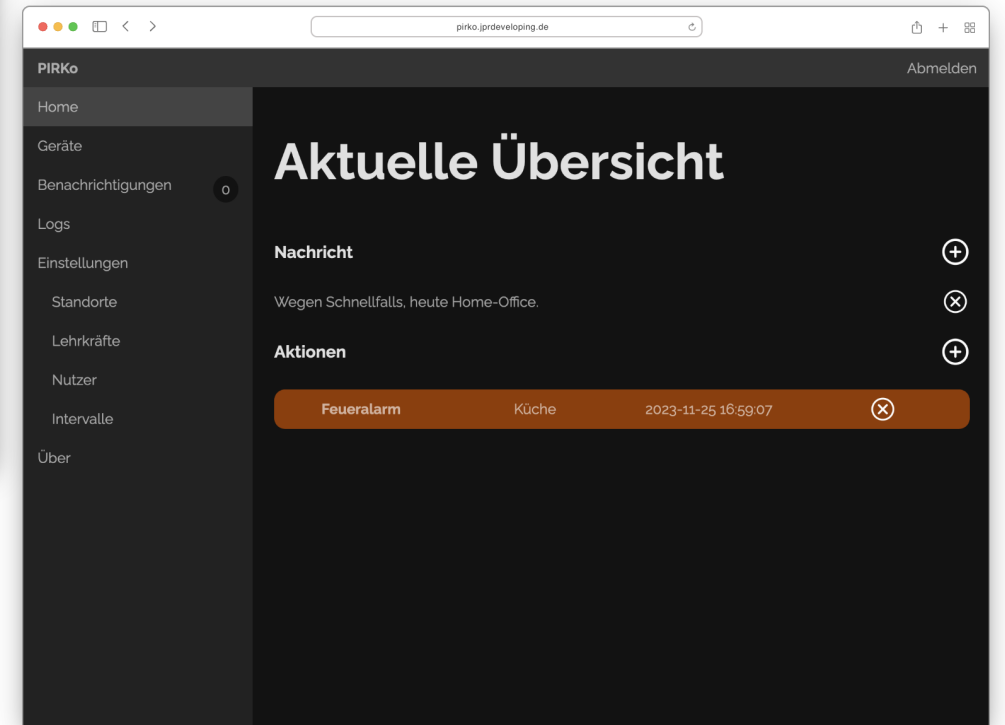 pirko.jprdeveloping.de
PIRKo
Abmelden
Home
Geräte
Benachrichtigungen 0
Logs
Einstellungen
Standorte
Lehrkräfte
Nutzer
Intervalle
Über
Aktuelle Übersicht
Nachricht
Wegen Schnellfalls, heute Home-Office.
Aktionen
Feueralarm Küche 2023-11-25 16:59:07